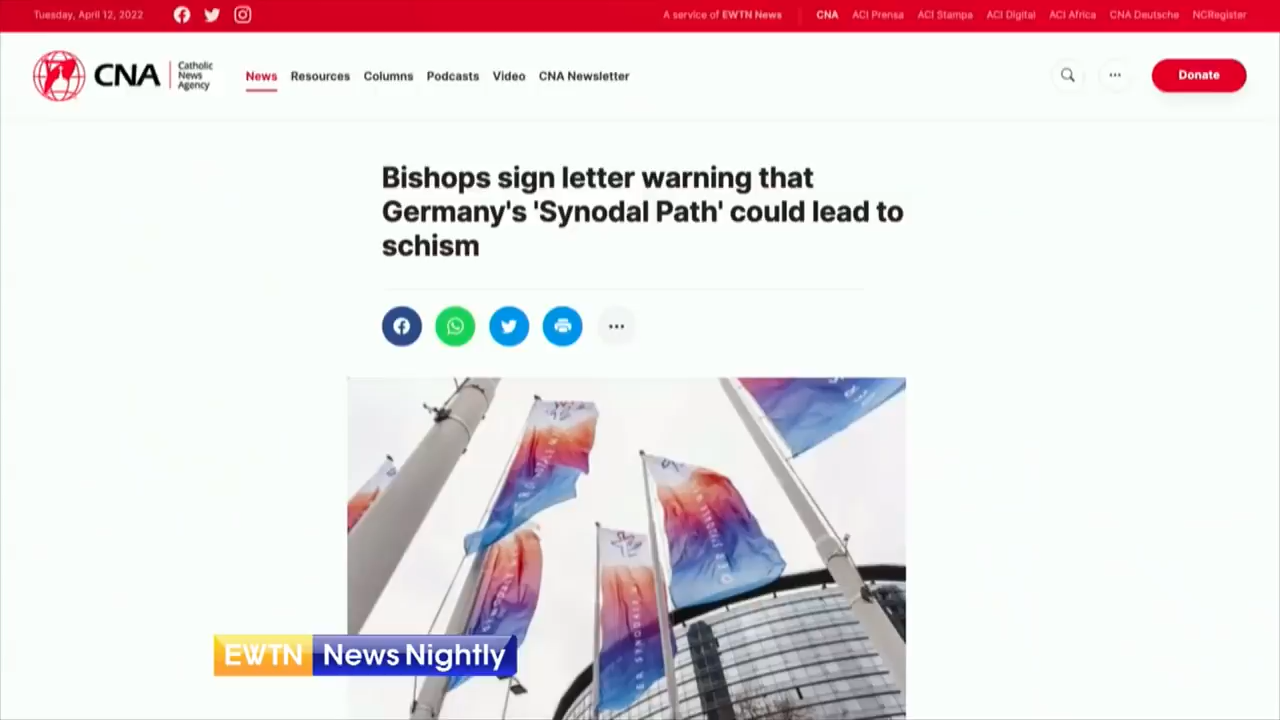 Tuesday, April 12, 2022
A service of EWTN News
CNA ACI Prensa ACI Stampa ACI Digital ACI Africa CNA Deutsche NCRegister
CNA
Catholic
News
Agency
News Resources Columns Podcasts Video CNA Newsletter
Donate
Bishops sign letter warning that
Germany's 'Synodal Path' could lead to
schism
EWTN News Nightly